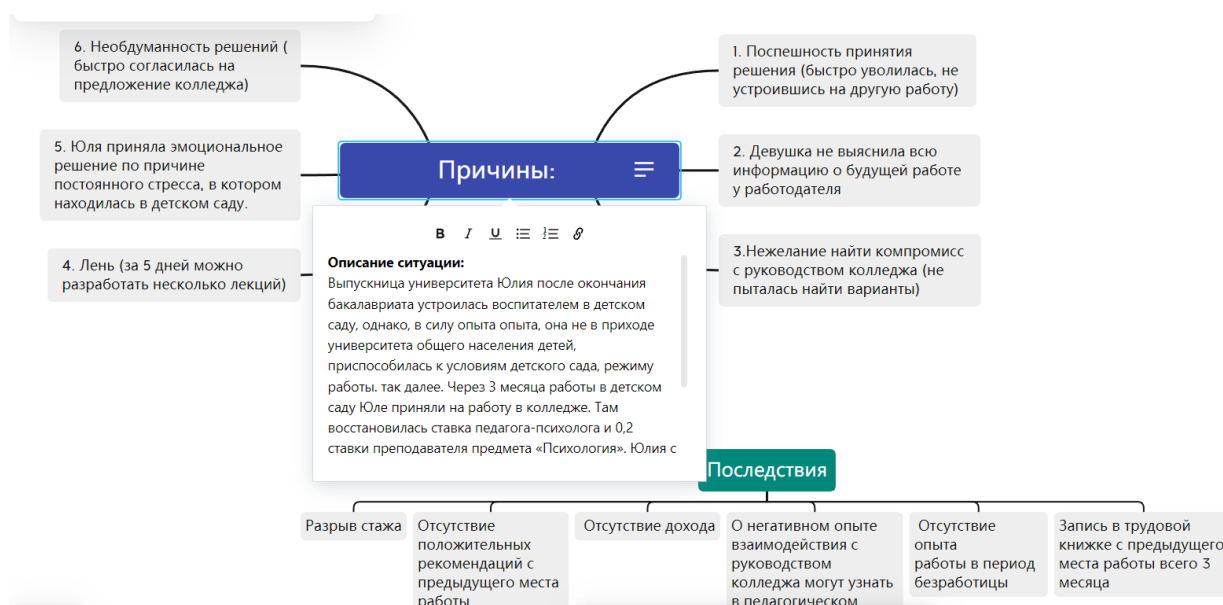 6. Необдуманность решений (
быстро согласилась на
предложение колледжа)
1. Поспешность принятия
решения (быстро уволилась, не
устроившись на другую работу)
5. Юля приняла эмоциональное
решение по причине
постоянного стресса, в котором
находилась в детском саду.
Причины:
2. Девушка не выяснила всю
информацию о будущей работе
у работодателя
4. Лень (за 5 дней можно
разработать несколько лекций)
3.Нежелание найти компромисс
с руководством колледжа (не
пыталась найти варианты)
B I U
Описание ситуации:
Выпускница университета Юлия после окончания
бакалавриата устроилась воспитателем в детском
саду, однако, в силу опыта опыта, она не в приходе
университета общего населения детей,
приспособилась к условиям детского сада, режиму
работы. так далее. Через 3 месяца работы в детском
саду Юле приняли на работу в колледже. Там
восстановилась ставка педагога-психолога и 0,2
ставки преподавателя предмета «Психология». Юлия с
Последствия
Разрыв стажа
Отсутствие
положительных
рекомендаций с
предыдущего места
работы
Отсутствие дохода
О негативном опыте
взаимодействия с
руководством
колледжа могут узнать
в педагогическом
Отсутствие
опыта
работы в период
безработицы
Запись в трудовой
книжке с предыдущего
места работы всего 3
месяца